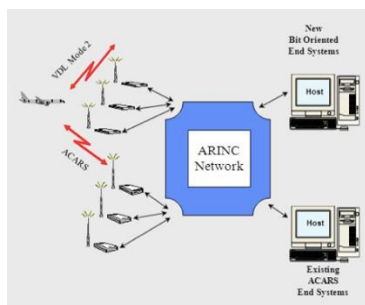 New
Bit Oriented
End Systems
VDL Mode 2
Host
ARINC
Network
ACARS
Host
Existing
ACARS
End Systems